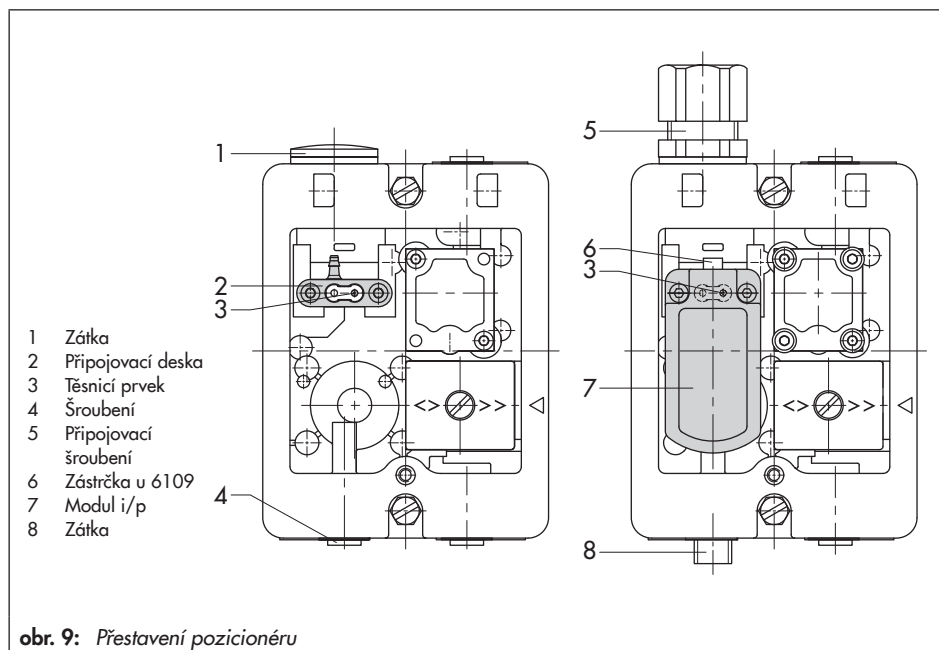 1
2
3
4
5
6
3
7
8
<> >>
<> >>
1 Zátka
2 Připojovací deska
3 Těsnicí prvek
4 Šroubení
5 Připojovací
šroubení
6 Zástrčka u 6109
7 Modul i/p
8 Zátka
obr. 9: Přestavení pozicionéru